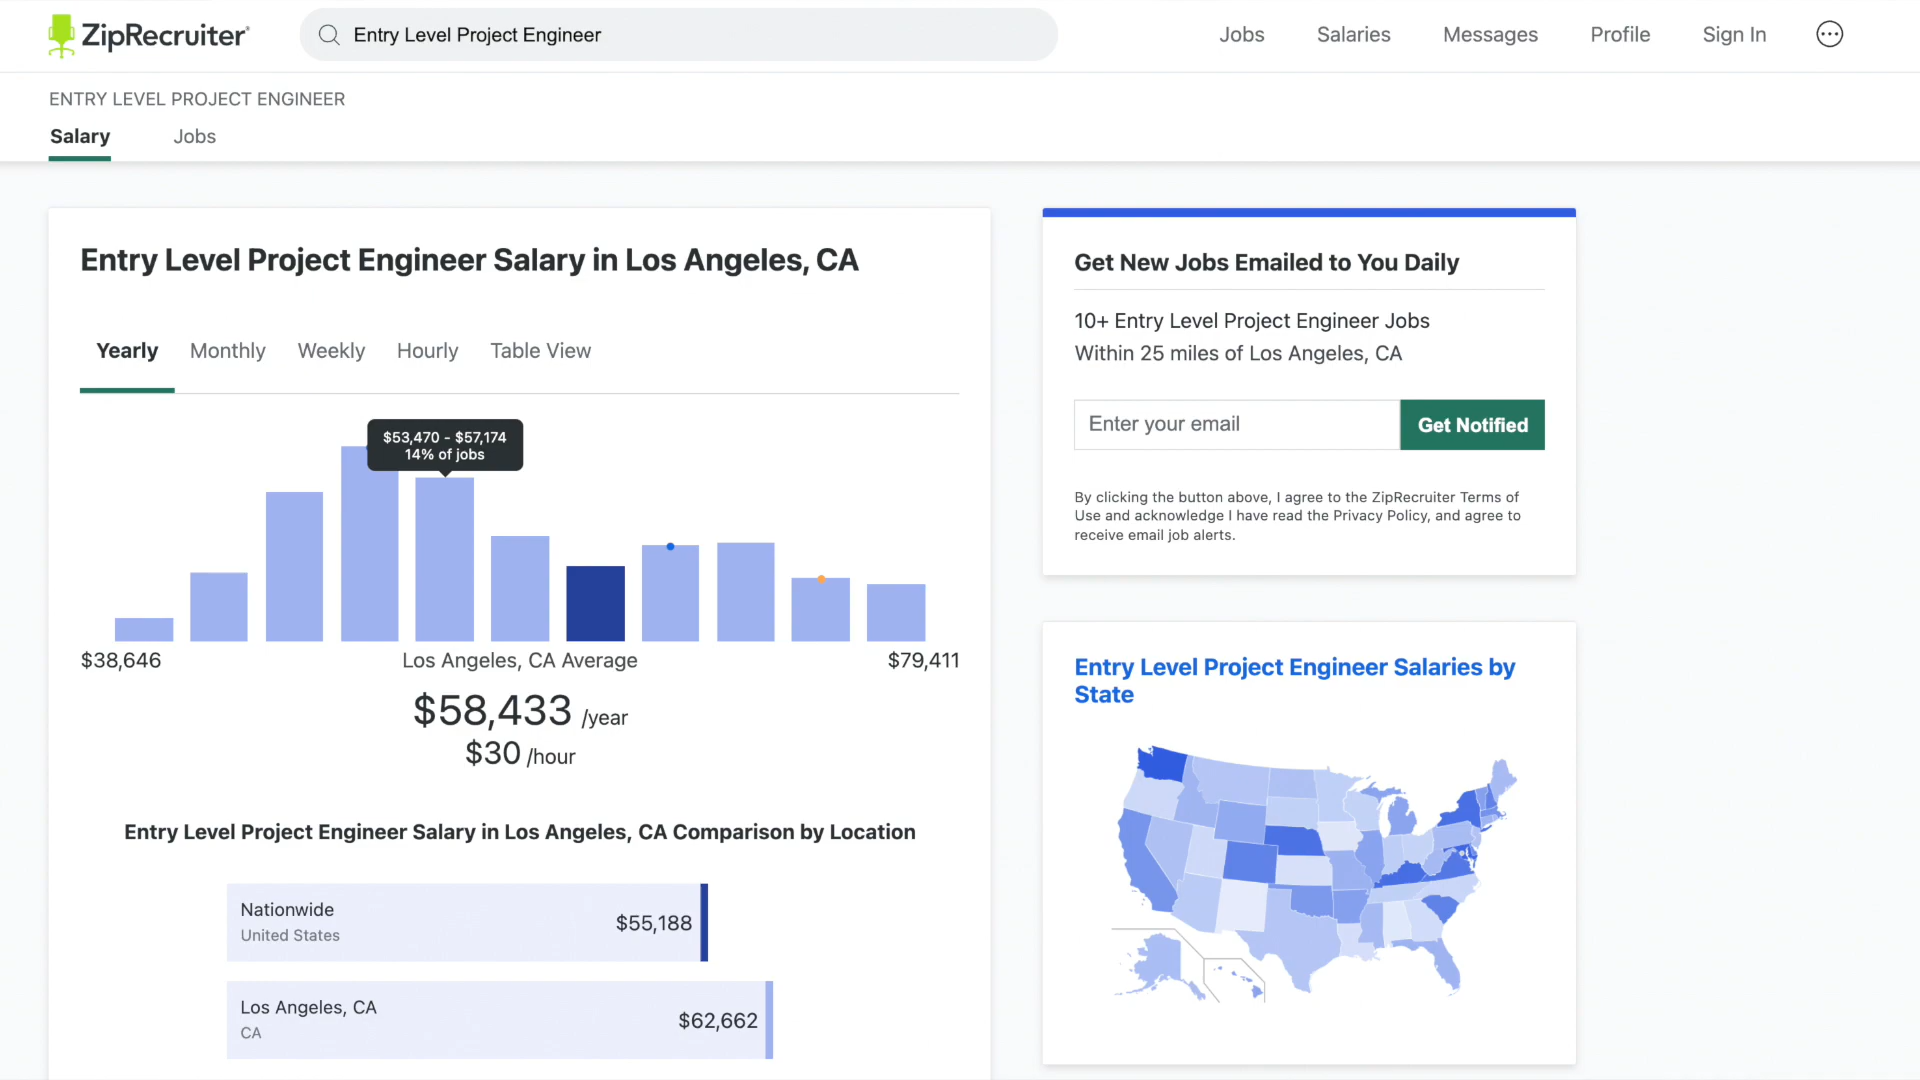 ZipRecruiter
Entry Level Project Engineer
Jobs
Salaries
Messages
Profile
Sign In
ENTRY LEVEL PROJECT ENGINEER
Salary
Jobs
Entry Level Project Engineer Salary in Los Angeles, CA
Yearly
Monthly
Weekly
Hourly
Table View
$53,470 - $57,174
14% of jobs
$38,646
Los Angeles, CA Average
$79,411
$58,433 /year
$30 /hour
Entry Level Project Engineer Salary in Los Angeles, CA Comparison by Location
Nationwide
United States
$55,188
Los Angeles, CA
CA
$62,662
Get New Jobs Emailed to You Daily
10+ Entry Level Project Engineer Jobs
Within 25 miles of Los Angeles, CA
Enter your email
Get Notified
By clicking the button above, I agree to the ZipRecruiter Terms of
Use and acknowledge I have read the Privacy Policy, and agree to
receive email job alerts.
Entry Level Project Engineer Salaries by
State